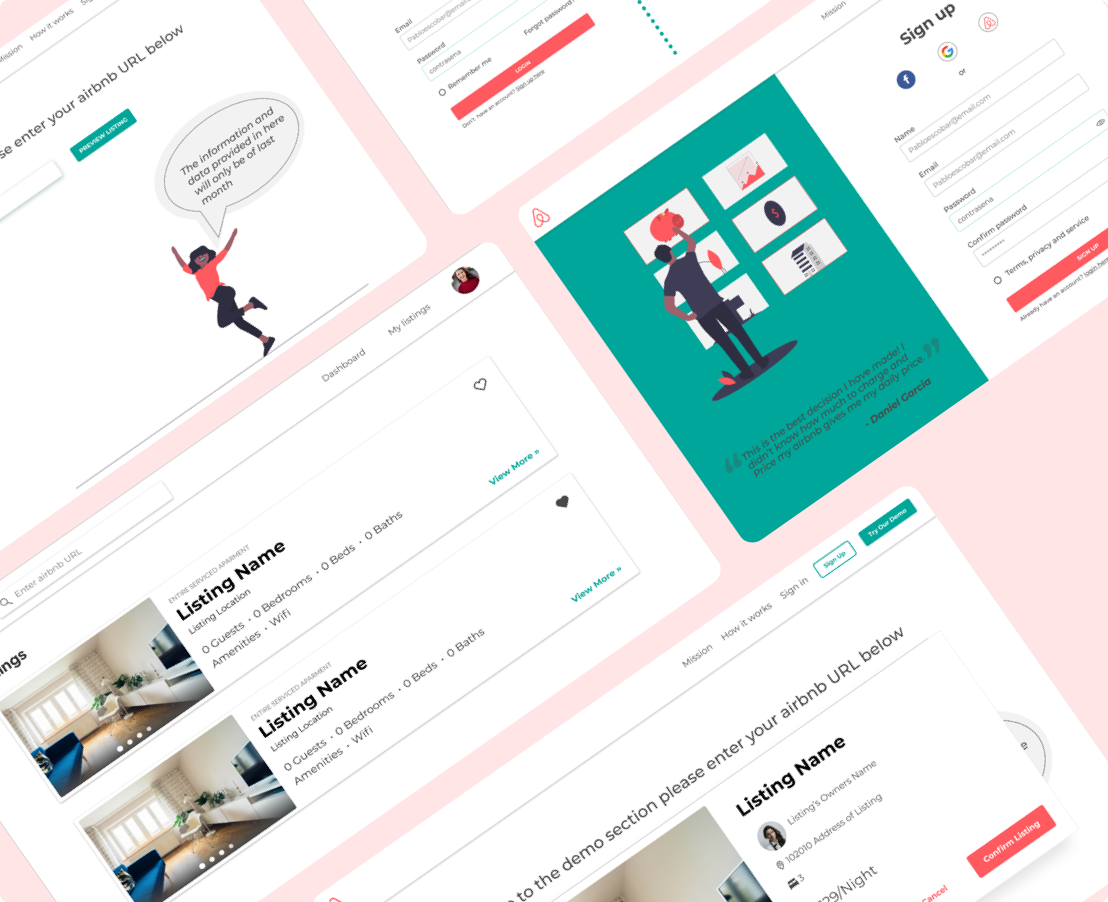 Mission
How it works
se enter your airbnb URL below
PREVIEW LISTING
The information and
data provided in here
will only be of last
month
Email
Pabloescobar@email.com
Password
contrasena
Remember me
Forgot password?
LOGIN
Don't have an account? Sign up here
Mission
Sign up
or
Name
Pabloescobar@email.com
Email
Pabloescobar@email.com
Password
contrasena
Confirm password
Terms, privacy and service
SIGN UP
Already have an account? login here
$
“This is the best decision I have made! I
didn't know how much to charge and
Price my airbnb gives me my daily price.”
- Daniel Garcia
Dashboard
My listings
Enter airbnb URL
ngs
View More »
ENTIRE SERVICED APARMENT
Listing Name
Listing Location
0 Guests · 0 Bedrooms · 0 Beds · 0 Baths
Amenities · Wifi
View More »
ENTIRE SERVICED APARMENT
Listing Name
Listing Location
0 Guests · 0 Bedrooms · 0 Beds · 0 Baths
Amenities · Wifi
Mission
How it works
Sign in
Sign Up
Try Our Demo
to the demo section please enter your airbnb URL below
Listing Name
Listing's Owners Name
102010 Address of Listing
3
29/Night
Cancel
Confirm Listing